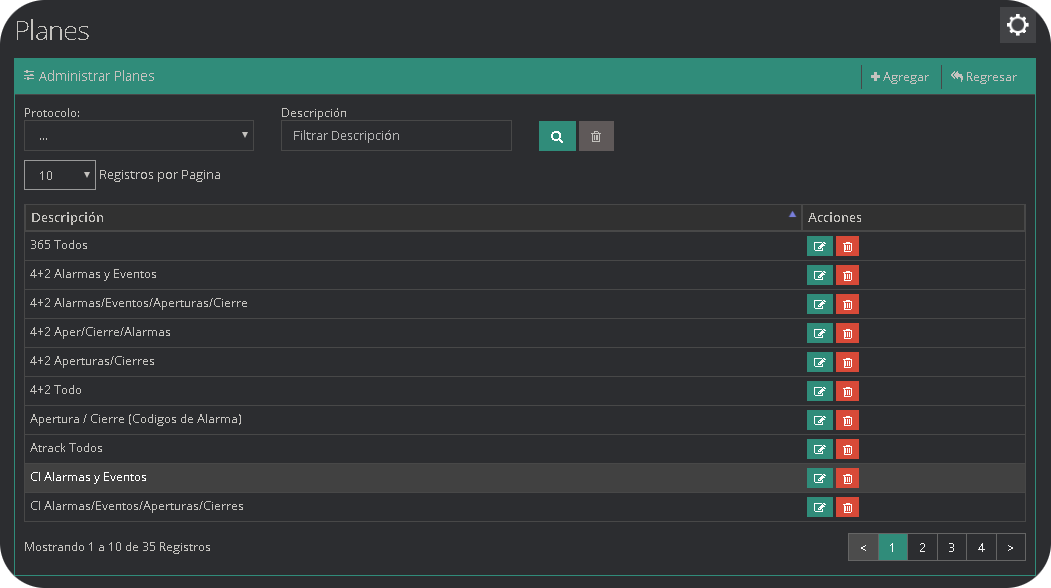 Planes
Administrar Planes
Agregar
Regresar
Protocolo:
Descripción
...
Filtrar Descripción
10
Registros por Pagina
Descripción
Acciones
365 Todos
4+2 Alarmas y Eventos
4+2 Alarmas/Eventos/Aperturas/Cierre
4+2 Aper/Cierre/Alarmas
4+2 Aperturas/Cierres
4+2 Todo
Apertura / Cierre (Codigos de Alarma)
Atrack Todos
CI Alarmas y Eventos
CI Alarmas/Eventos/Aperturas/Cierres
Mostrando 1 a 10 de 35 Registros
< 1 2 3 4 >